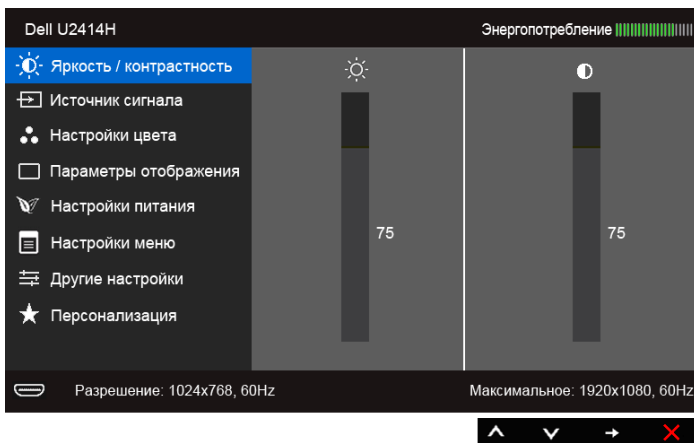 Dell U2414H
Энергопотребление
Яркость / контрастность
Источник сигнала
Настройки цвета
Параметры отображения
Настройки питания
Настройки меню
Другие настройки
Персонализация
75
75
Разрешение: 1024x768, 60Hz
Максимальное: 1920x1080, 60Hz